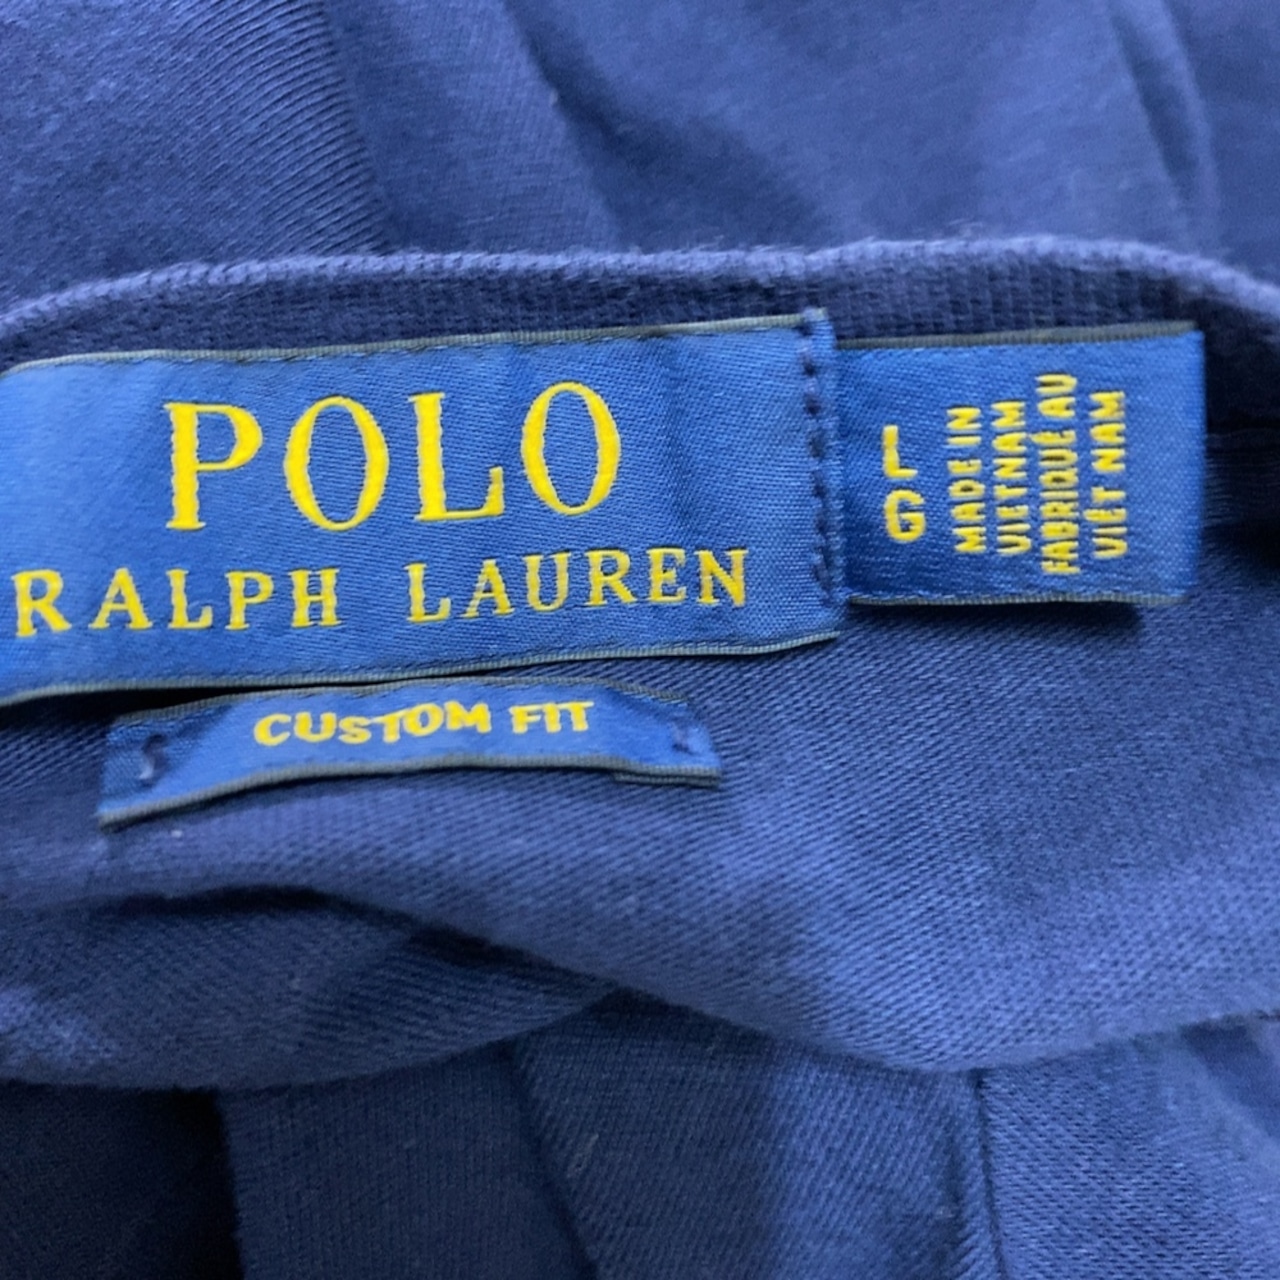 POLO
RALPH LAUREN
CUSTOM FIT
L
G
MADE IN
VIETNAM
FABRIQUÉ AU
VIÊT NAM